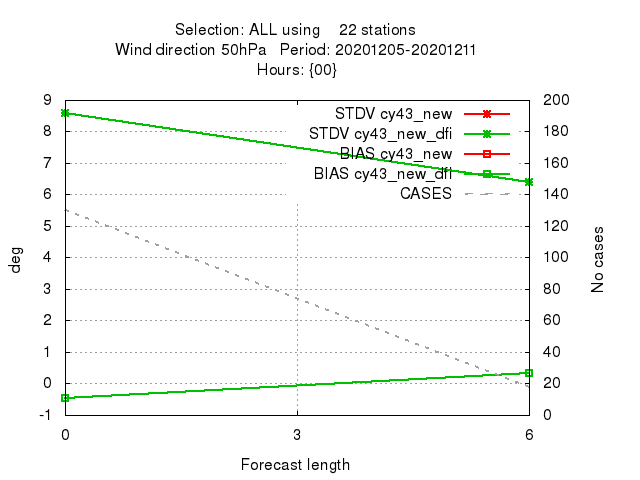 Selection: ALL using 22 stations
Wind direction 50hPa Period: 20201205-20201211
Hours: {00}
STDV cy43_new
STDV cy43_new_dfi
BIAS cy43_new
BIAS cy43_new_dfi
CASES
9
8
7
6
5
4
3
2
1
0
-1
200
180
160
140
120
100
80
60
40
20
0
deg
No cases
0 3 6
Forecast length